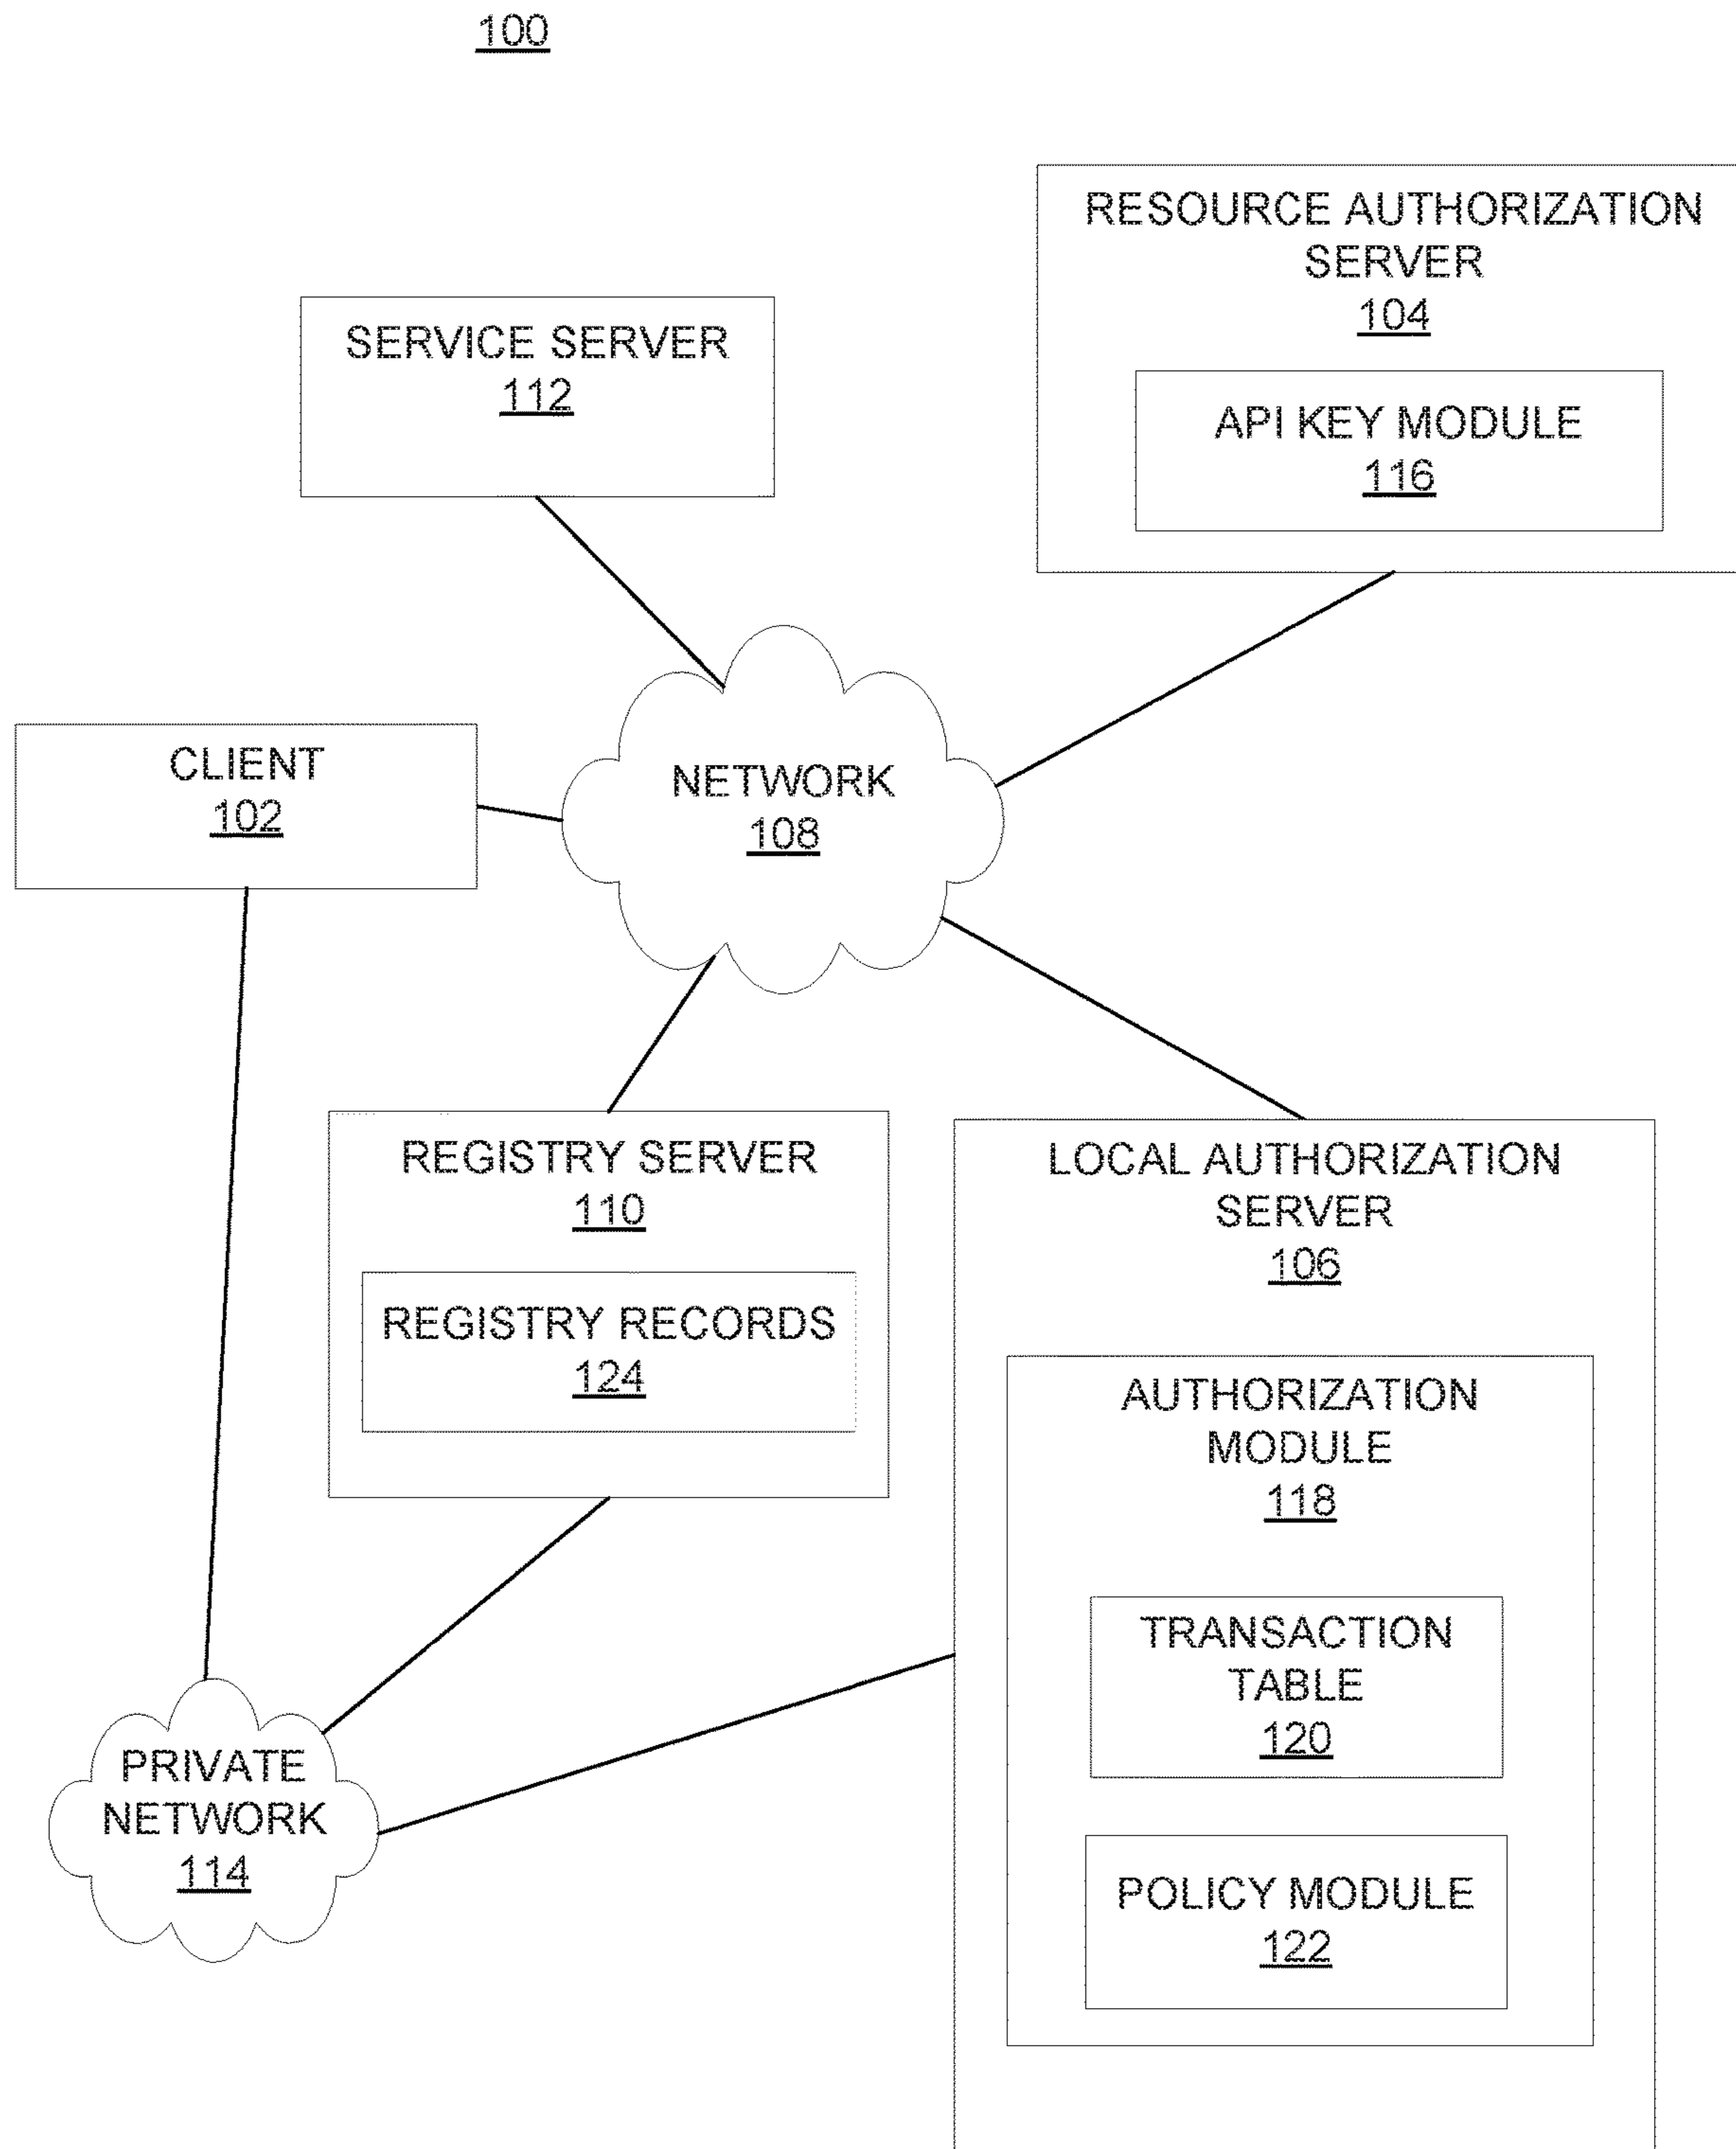 100
RESOURCE AUTHORIZATION
SERVER
104
API KEY MODULE
116
SERVICE SERVER
112
CLIENT
102
NETWORK
108
REGISTRY SERVER
110
REGISTRY RECORDS
124
LOCAL AUTHORIZATION
SERVER
106
AUTHORIZATION
MODULE
118
TRANSACTION
TABLE
120
POLICY MODULE
122
PRIVATE
NETWORK
114